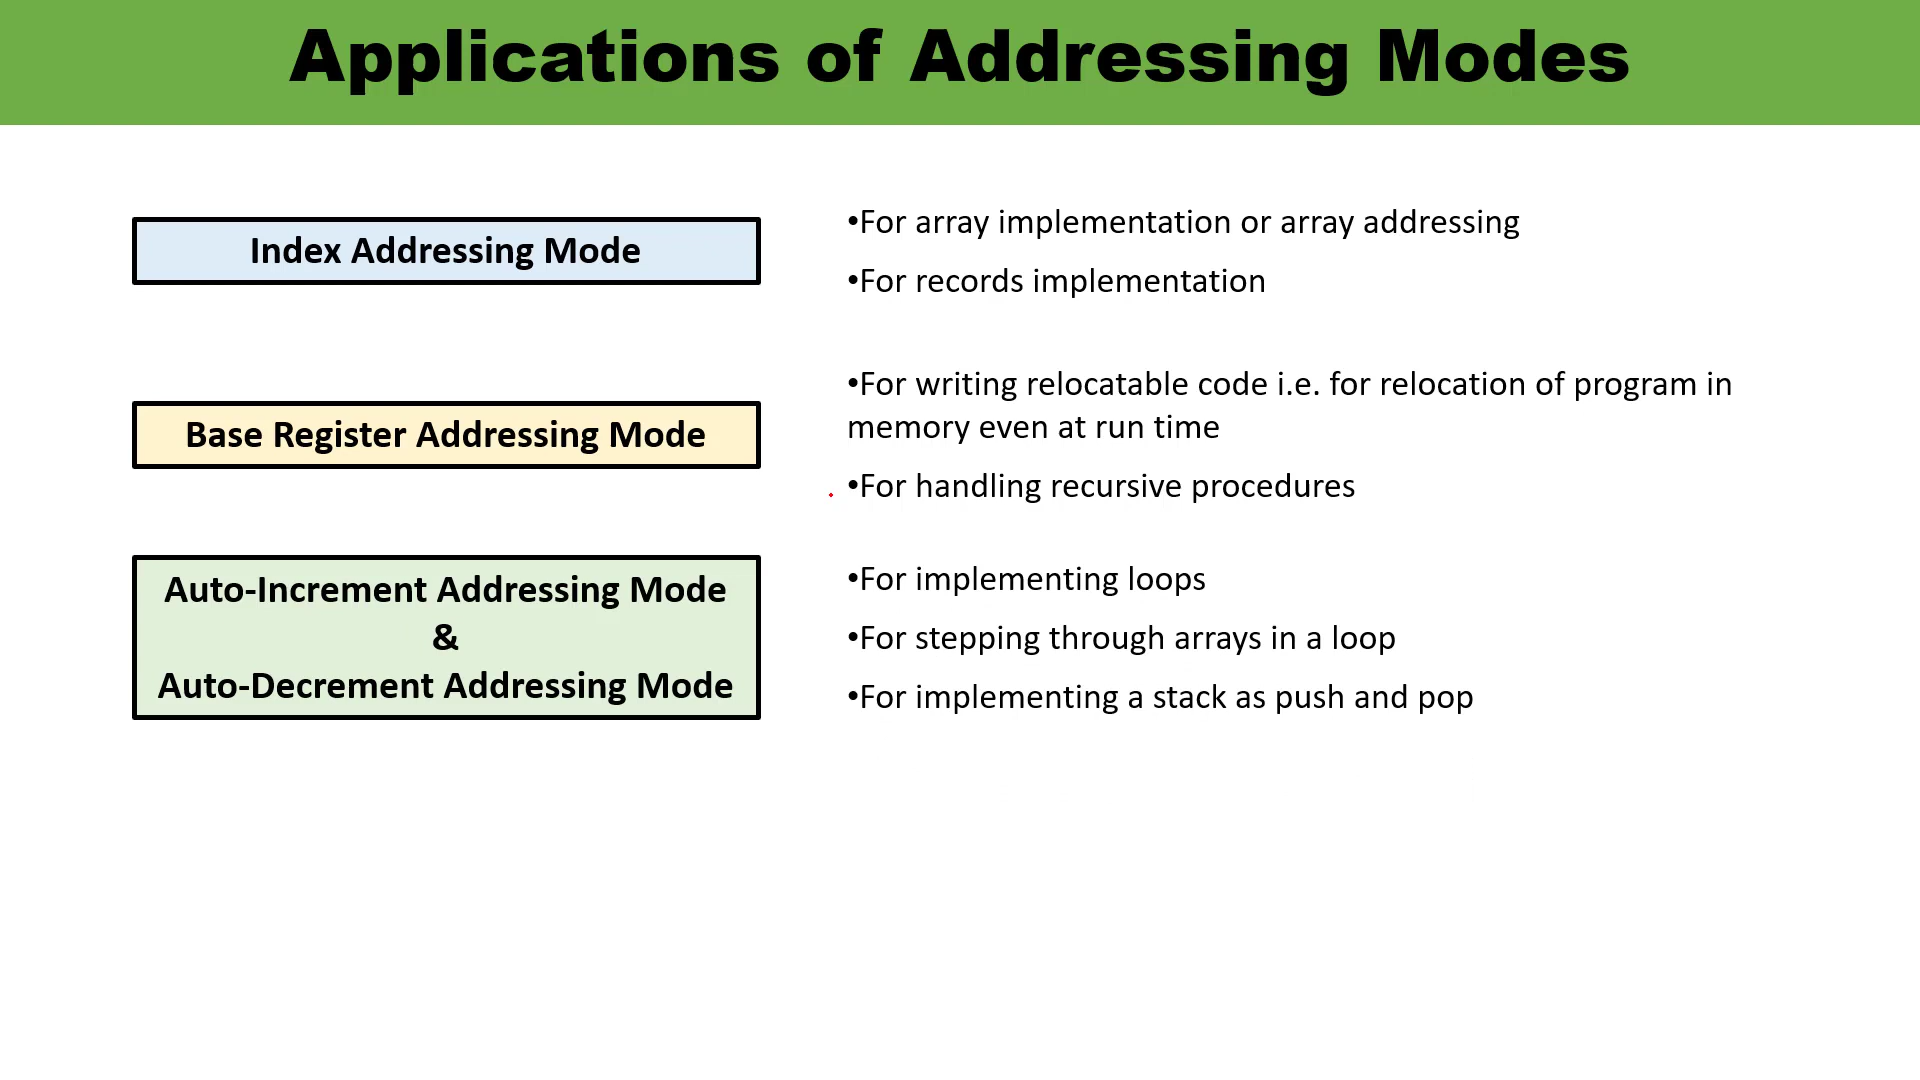 Applications of Addressing Modes
Index Addressing Mode
•For array implementation or array addressing
•For records implementation
Base Register Addressing Mode
•For writing relocatable code i.e. for relocation of program in
memory even at run time
•For handling recursive procedures
Auto-Increment Addressing Mode
&
Auto-Decrement Addressing Mode
•For implementing loops
•For stepping through arrays in a loop
•For implementing a stack as push and pop